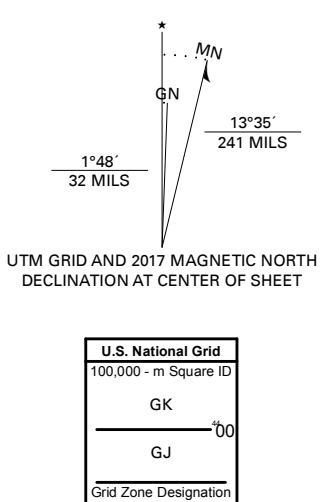 ★
MN
GN
13°35´
241 MILS
1°48´
32 MILS
UTM GRID AND 2017 MAGNETIC NORTH
DECLINATION AT CENTER OF SHEET
U.S. National Grid
100,000 - m Square ID
GK
⁴⁴00
GJ
Grid Zone Designation